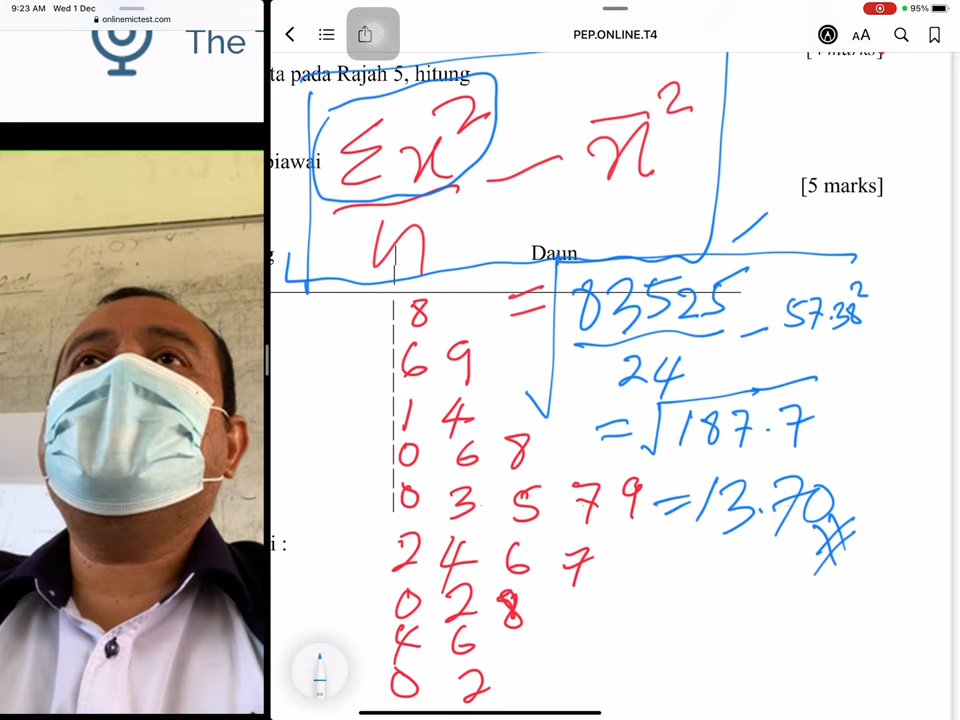 9:23 AM Wed 1 Dec
95%
onlinemictest.com
The
PEP.ONLINE.T4
AA
ta pada Rajah 5, hitung
Σx² - x̄²
n
piawai
[5 marks]
g
Daun
= √83525 - 57.38²
24
= √187.7
= 13.70
8
6 9
1 4
0 6 8
0 3 5 7 9
2 4 6 7
0 2 8
4 6
0 2
i :